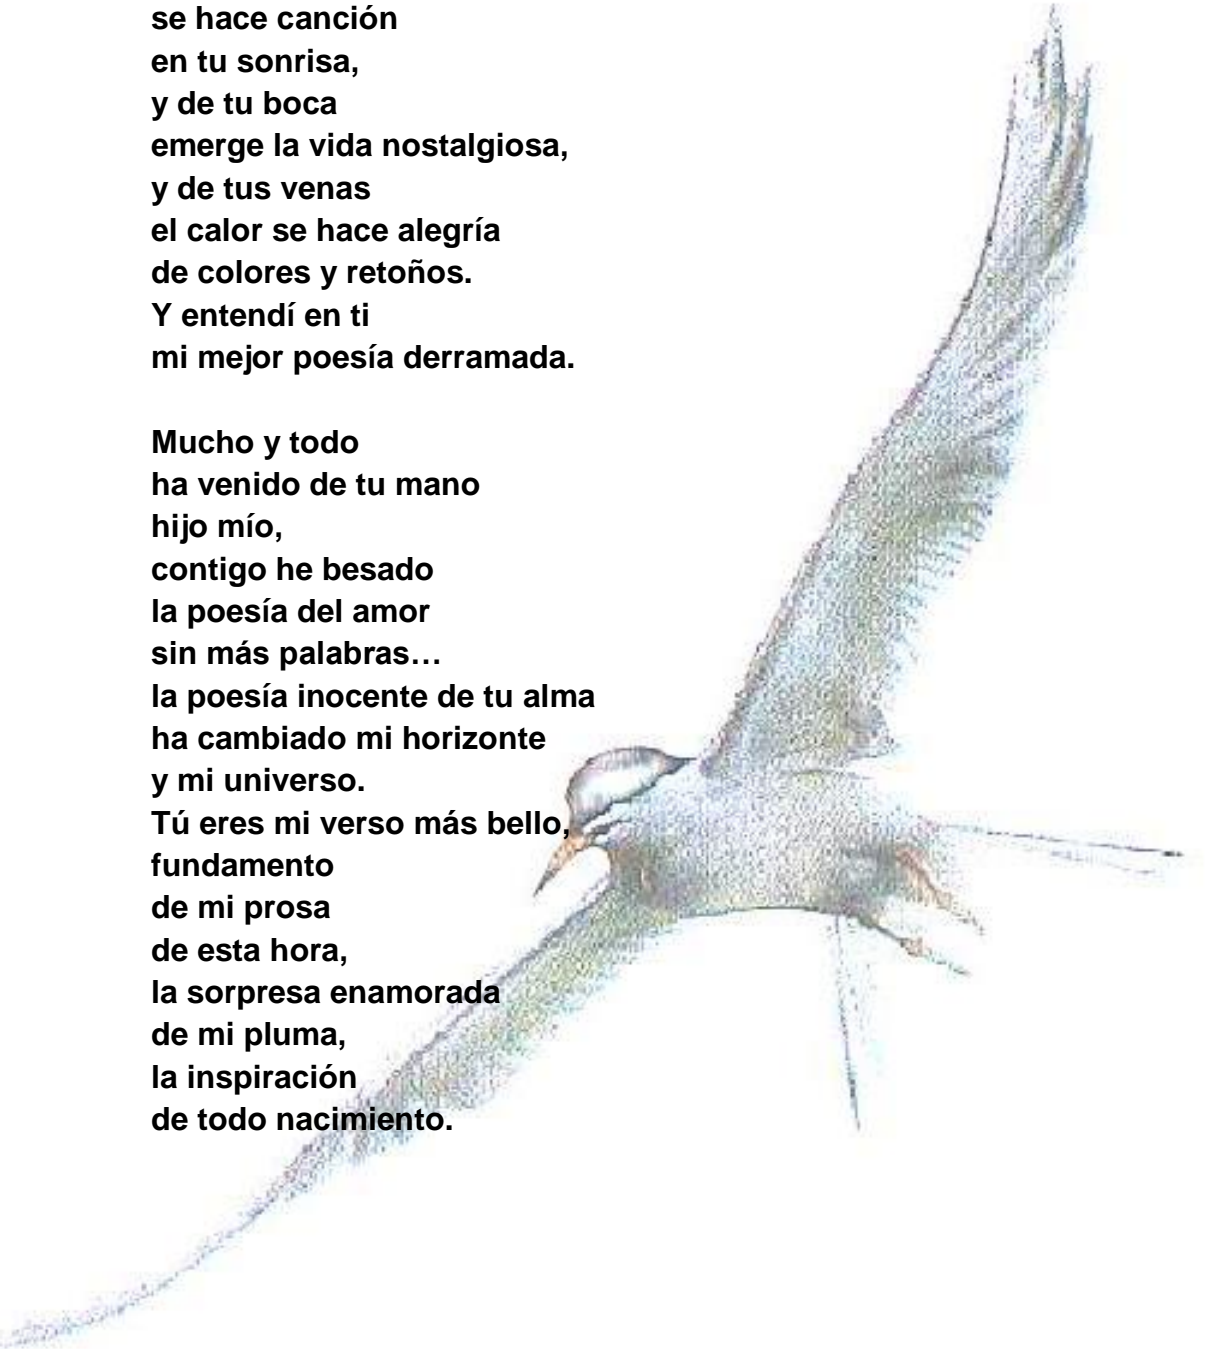 se hace canción
en tu sonrisa,
y de tu boca
emerge la vida nostalgiosa,
y de tus venas
el calor se hace alegría
de colores y retoños.
Y entendí en ti
mi mejor poesía derramada.

Mucho y todo
ha venido de tu mano
hijo mío,
contigo he besado
la poesía del amor
sin más palabras…
la poesía inocente de tu alma
ha cambiado mi horizonte
y mi universo.
Tú eres mi verso más bello,
fundamento
de mi prosa
de esta hora,
la sorpresa enamorada
de mi pluma,
la inspiración
de todo nacimiento.